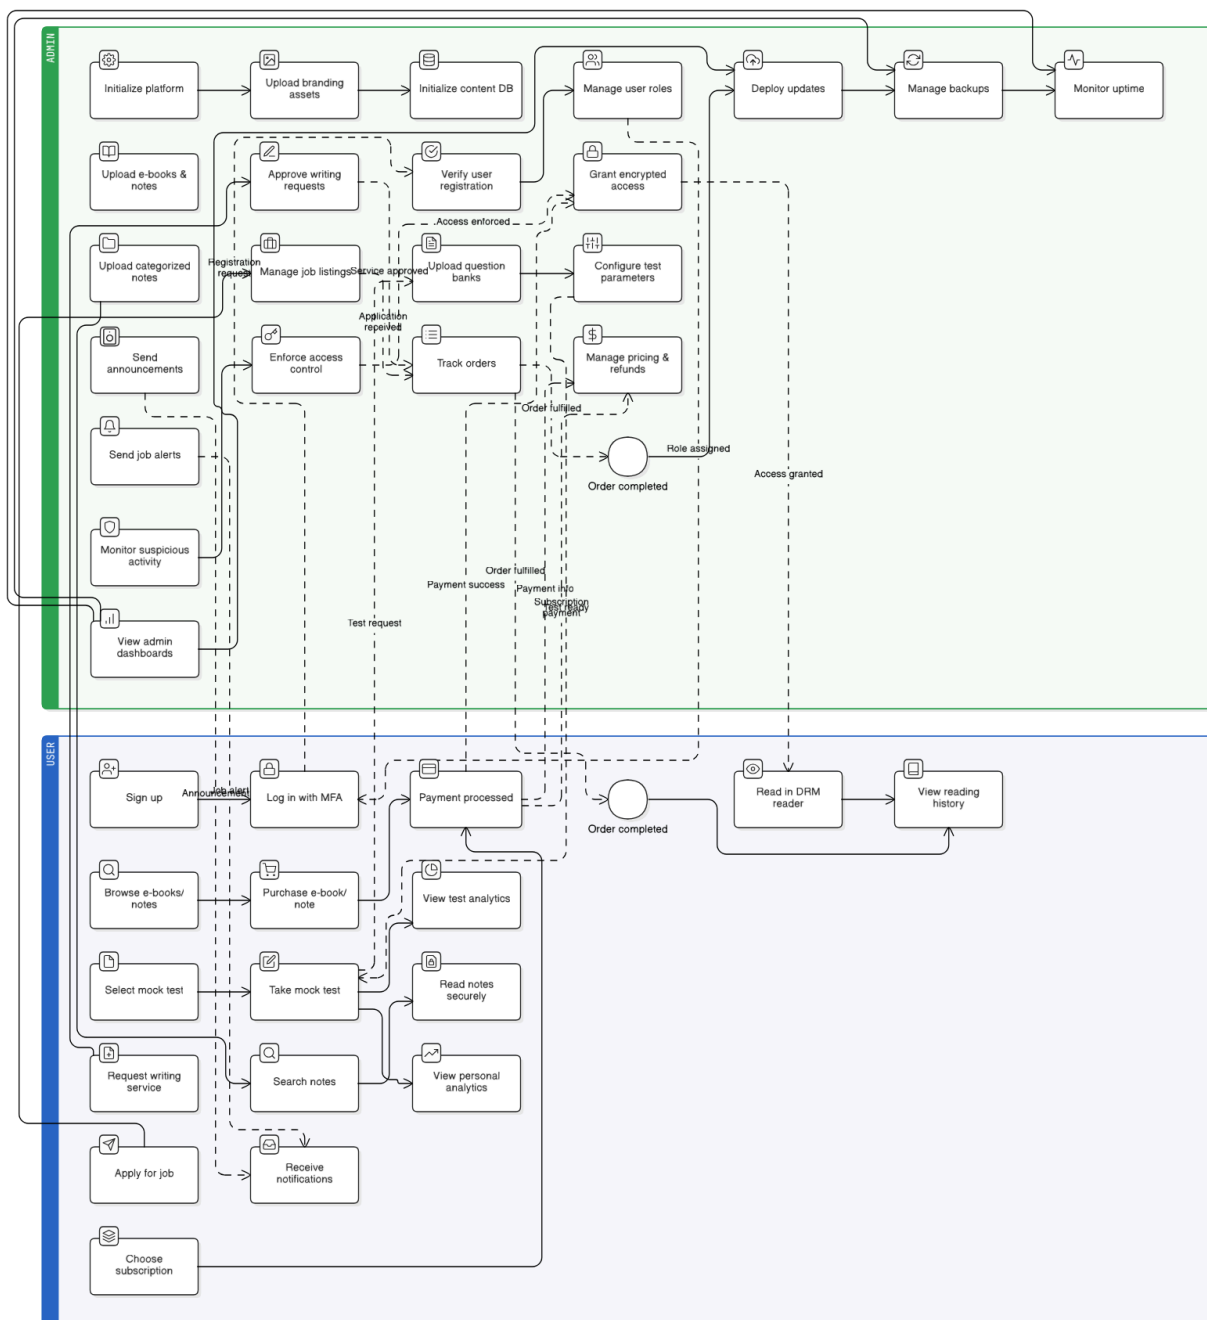 ADMIN
Initialize platform
Upload branding
assets
Initialize content DB
Manage user roles
Deploy updates
Manage backups
Monitor uptime
Upload e-books &
notes
Approve writing
requests
Verify user
registration
Grant encrypted
access
Access enforced
Upload categorized
notes
Registration
request
Manage job listings
Service approved
Upload question
banks
Configure test
parameters
Application
received
Send
announcements
Enforce access
control
Track orders
Manage pricing &
refunds
Order fulfilled
Send job alerts
Role assigned
Order completed
Access granted
Monitor suspicious
activity
Order fulfilled
Payment success
Payment info
Subscription
payment
Test ready
Test request
View admin
dashboards
USER
Sign up
Announcement
Job alert
Log in with MFA
Payment processed
Order completed
Read in DRM
reader
View reading
history
Browse e-books/
notes
Purchase e-book/
note
View test analytics
Select mock test
Take mock test
Read notes
securely
Request writing
service
Search notes
View personal
analytics
Apply for job
Receive
notifications
Choose
subscription